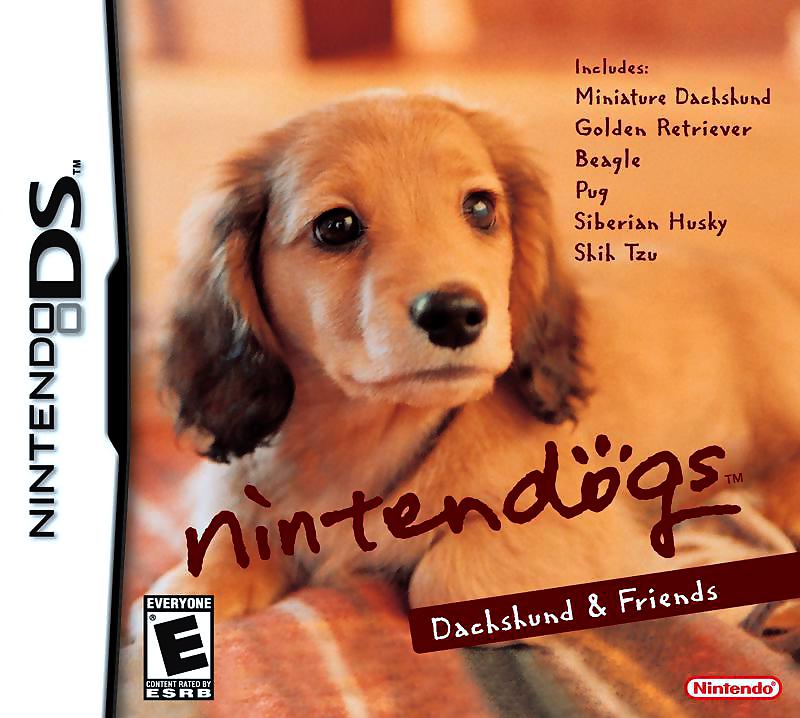 NINTENDO DS™
Includes:
Miniature Dachshund
Golden Retriever
Beagle
Pug
Siberian Husky
Shih Tzu
nintendögs™
Dachshund & Friends
EVERYONE
E
®
CONTENT RATED BY
ESRB
Nintendo®